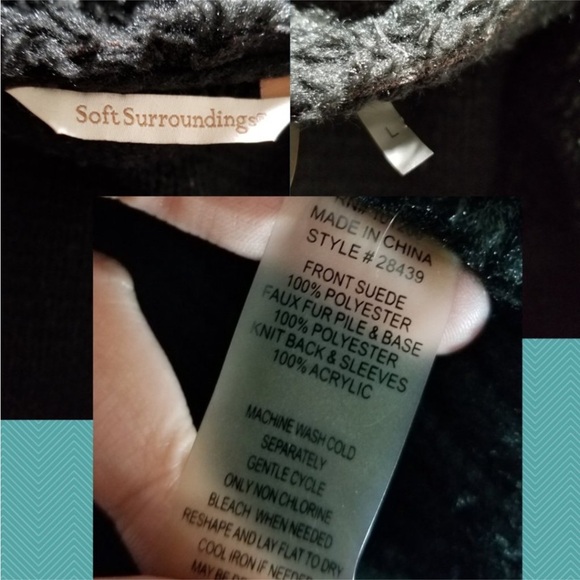 Soft Surroundings®
L
MADE IN CHINA
STYLE # 28439
FRONT SUEDE
100% POLYESTER
FAUX FUR PILE & BASE
100% POLYESTER
KNIT BACK & SLEEVES
100% ACRYLIC
MACHINE WASH COLD
SEPARATELY
GENTLE CYCLE
ONLY NON CHLORINE
BLEACH WHEN NEEDED
RESHAPE AND LAY FLAT TO DRY
COOL IRON IF NEEDED
MAY BE